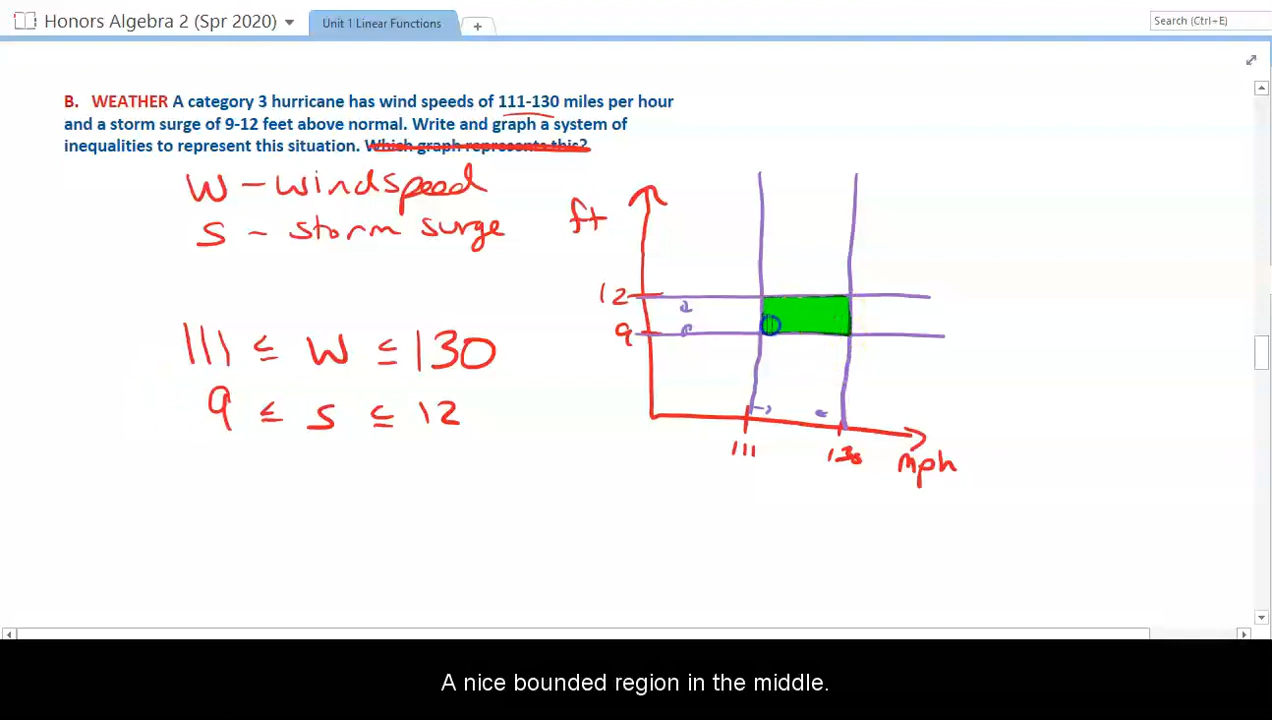 Honors Algebra 2 (Spr 2020)
Unit 1 Linear Functions
+
Search (Ctrl+E)
B. WEATHER A category 3 hurricane has wind speeds of 111-130 miles per hour
and a storm surge of 9-12 feet above normal. Write and graph a system of
inequalities to represent this situation. Which graph represents this?
W - windspeed
s - storm surge
ft
12
9
111 ≤ W ≤ 130
9 ≤ s ≤ 12
111
130
mph
A nice bounded region in the middle.